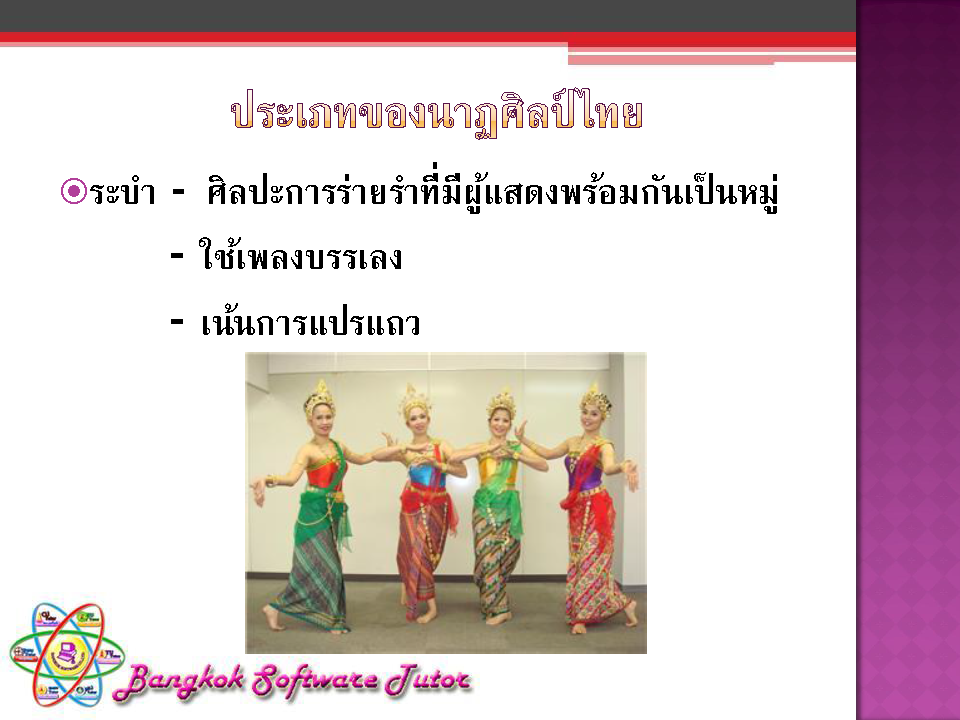 ประเภทของนาฏศิลป์ไทย
ระบำ - ศิลปะการร่ายรำที่มีผู้แสดงพร้อมกันเป็นหมู่
- ใช้เพลงบรรเลง
- เน้นการแปรแถว
Bangkok Software Tutor